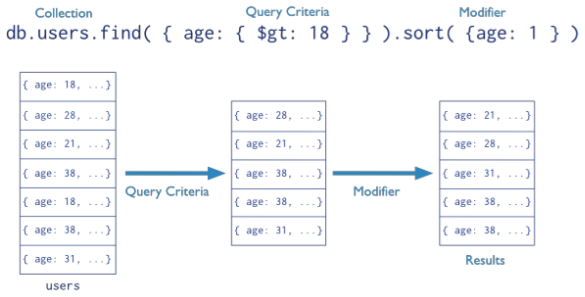 Collection
Query Criteria
Modifier
db.users.find( { age: { $gt: 18 } } ).sort( {age: 1 } )
{ age: 18, ...}
{ age: 28, ...}
{ age: 21, ...}
{ age: 38, ...}
{ age: 18, ...}
{ age: 38, ...}
{ age: 31, ...}
users
Query Criteria
{ age: 28, ...}
{ age: 21, ...}
{ age: 38, ...}
{ age: 38, ...}
{ age: 31, ...}
Modifier
{ age: 21, ...}
{ age: 28, ...}
{ age: 31, ...}
{ age: 38, ...}
{ age: 38, ...}
Results